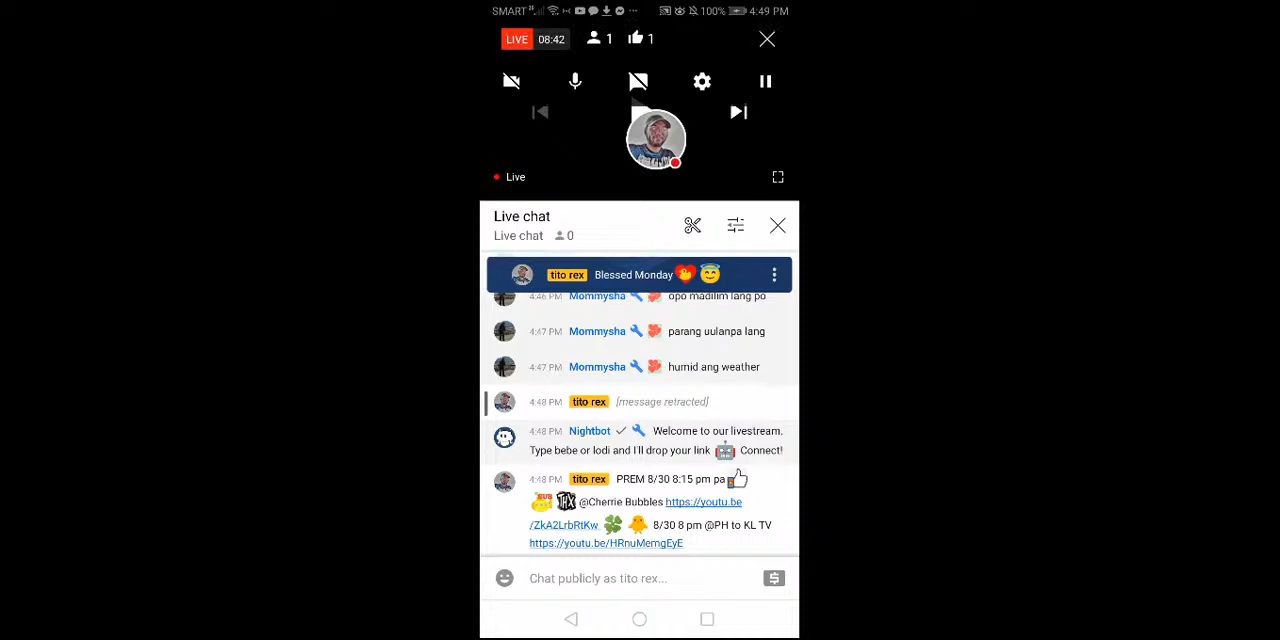 SMART 100% 4:49 PM
LIVE 08:42 1 1
Live
Live chat
Live chat 0
tito rex Blessed Monday
4:46 PM Mommysha opo madilim lang po
4:47 PM Mommysha parang uulanpa lang
4:47 PM Mommysha humid ang weather
4:48 PM tito rex [message retracted]
4:48 PM Nightbot Welcome to our livestream.
Type bebe or lodi and I'll drop your link Connect!
4:48 PM tito rex PREM 8/30 8:15 pm pa
@Cherrie Bubbles https://youtu.be
/ZkA2LrbRtKw 8/30 8 pm @PH to KL TV
https://youtu.be/HRnuMemgEyE
Chat publicly as tito rex...